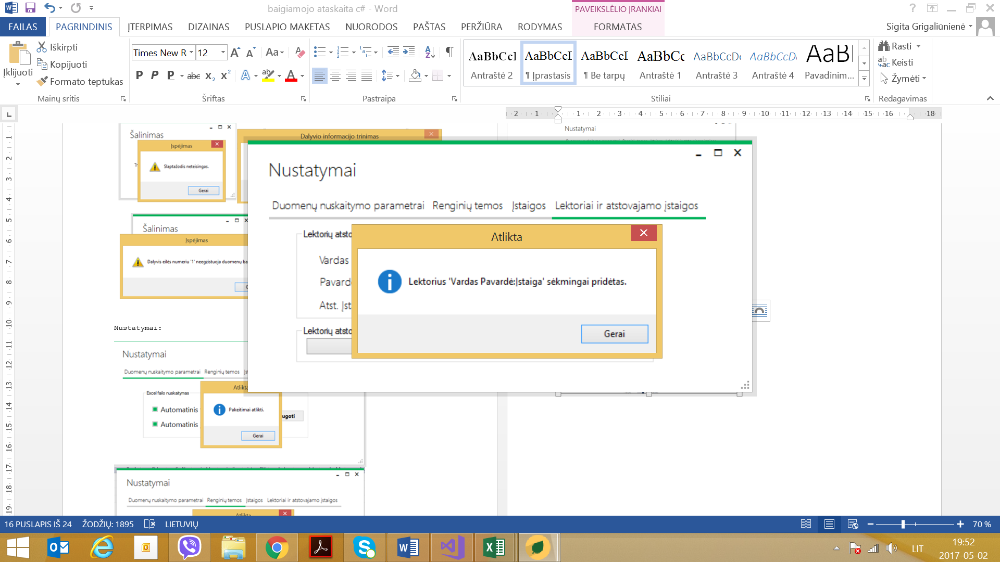 baigiamojo ataskaita c# - Word
PAVEIKSLĖLIO ĮRANKIAI
FAILAS PAGRINDINIS ĮTERPIMAS DIZAINAS PUSLAPIO MAKETAS NUORODOS PAŠTAS PERŽIŪRA RODYMAS FORMATAS
Sigita Grigaliūnienė
Įklijuoti
Iškirpti
Kopijuoti
Formato teptukas
Mainų sritis
Times New R 12
Šriftas
Pastraipa
AaBbCcI AaBbCcI AaBbCcI AaBbCc AaBbCcD AaBbCcD AaB
Antraštė 2 ¶ Įprastasis ¶ Be tarpų Antraštė 1 Antraštė 3 Antraštė 4 Pavadinim...
Stiliai
Rasti
Keisti
Žymėti
Redagavimas
2 1 1 2 3 4 5 6 7 8 9 10 11 12 13 14 15 16 18
1 2 3 4 5 6 7 8 9 10 11 12 13 14 15 16 17 18 19
Šalinimas
Įspėjimas
Slaptažodis neteisingas.
Gerai
Dalyvio informacijo trinimas
Šalinimas
Įspėjimas
Dalyvis eilės numeriu '1' neegzistuoja duomenų ba
Nustatymai:
Nustatymai
Duomenų nuskaitymo parametrai Renginių temos
Excel failo nuskaitymas
Automatinis
Automatinis
Atlikta
Pakeitimai atlikti.
ugoti
Gerai
Nustatymai
Duomenų nuskaitymo parametrai Renginių temos Įstaigos Lektoriai ir atstovajamo įstaigos
Atlikta
Nustatymai
Nustatymai
Duomenų nuskaitymo parametrai Renginių temos Įstaigos Lektoriai ir atstovajamo įstaigos
Lektorių atsto
Vardas
Pavardė
Atst. Įst
Lektorių atsto
Atlikta
Lektorius 'Vardas Pavardė:Įstaiga' sėkmingai pridėtas.
Gerai
16 PUSLAPIS IŠ 24 ŽODŽIŲ: 1895 LIETUVIŲ
70 %
LIT
19:52
2017-05-02